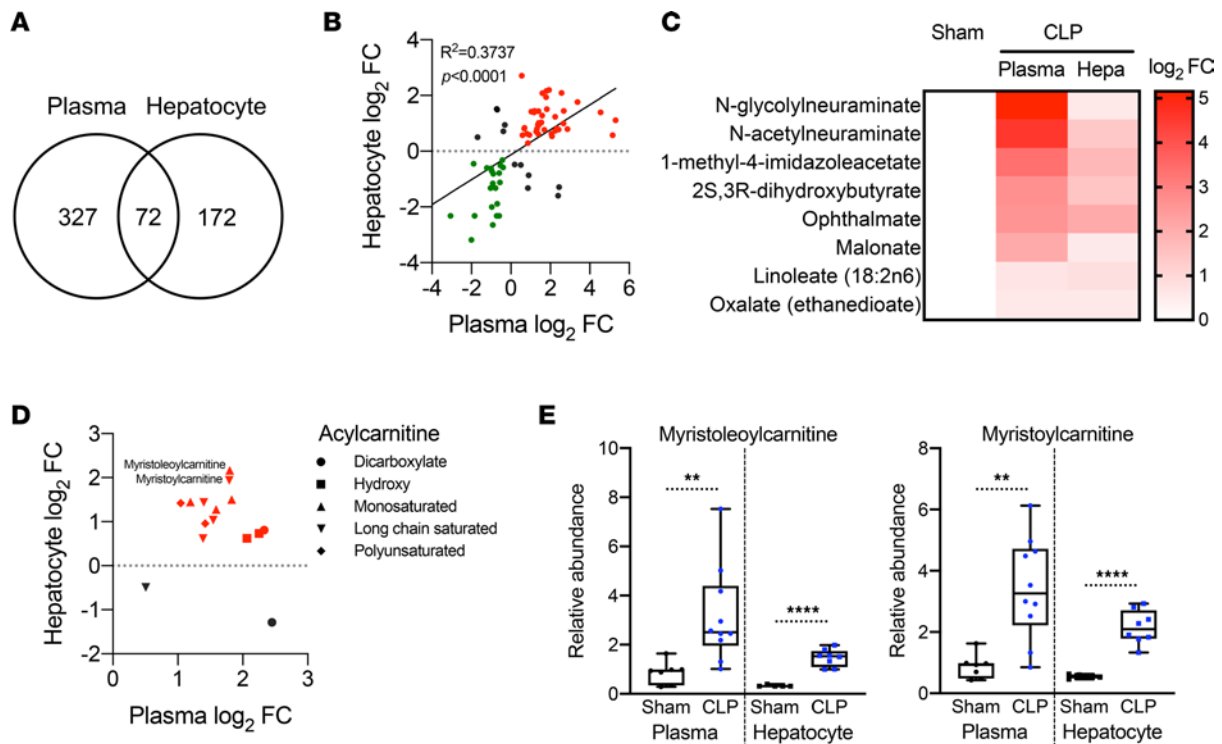 A
Plasma Hepatocyte
327 72 172
B
R2=0.3737
p<0.0001
Hepatocyte log2 FC
4
2
0
-2
-4
-4 -2 0 2 4 6
Plasma log2 FC
C
Sham CLP
Plasma Hepa
log2 FC
N-glycolylneuraminate
N-acetylneuraminate
1-methyl-4-imidazoleacetate
2S,3R-dihydroxybutyrate
Ophthalmate
Malonate
Linoleate (18:2n6)
Oxalate (ethanedioate)
5
4
3
2
1
0
D
Hepatocyte log2 FC
3
2
1
0
-1
-2
0 1 2 3
Plasma log2 FC
Myristoleoylcarnitine
Myristoylcarnitine
Acylcarnitine
Dicarboxylate
Hydroxy
Monosaturated
Long chain saturated
Polyunsaturated
E
Myristoleoylcarnitine
Relative abundance
10
8
6
4
2
0
**
****
Sham CLP Sham CLP
Plasma Hepatocyte
Myristoylcarnitine
Relative abundance
8
6
4
2
0
**
****
Sham CLP Sham CLP
Plasma Hepatocyte